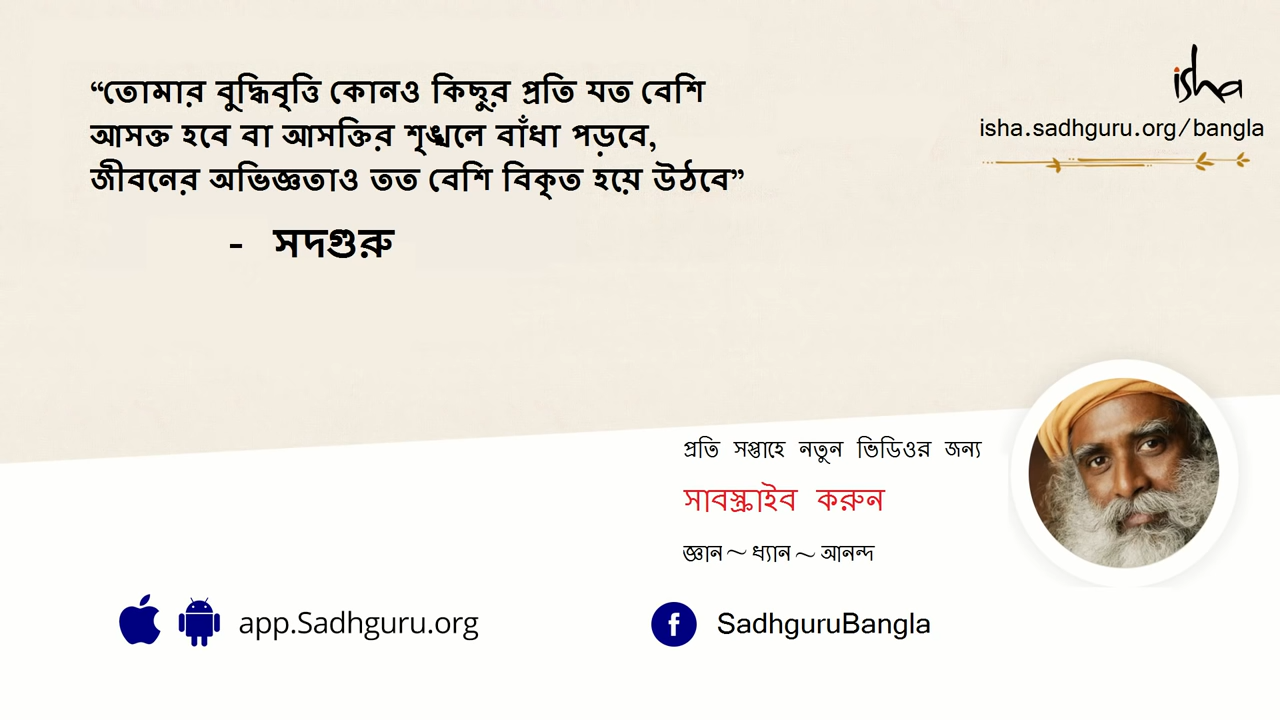 “তোমার বুদ্ধিবৃত্তি কোনও কিছুর প্রতি যত বেশি
আসক্ত হবে বা আসক্তির শৃঙ্খলে বাঁধা পড়বে,
জীবনের অভিজ্ঞতাও তত বেশি বিকৃত হয়ে উঠবে”
- সদগুরু
isha
isha.sadhguru.org/bangla
প্রতি সপ্তাহে নতুন ভিডিওর জন্য
সাবস্ক্রাইব করুন
জ্ঞান ~ ধ্যান ~ আনন্দ
app.Sadhguru.org
f SadhguruBangla